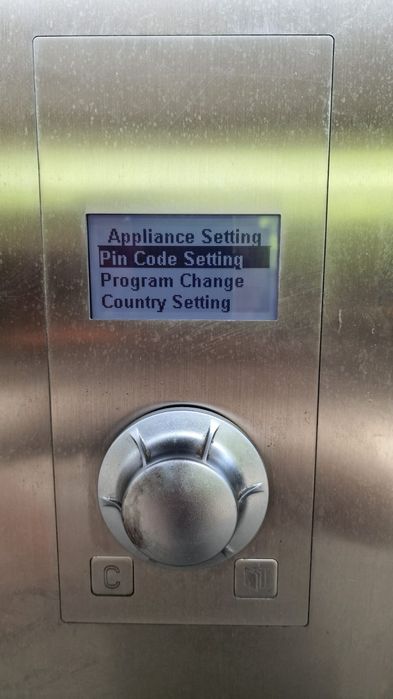 Appliance Setting
Pin Code Setting
Program Change
Country Setting
C